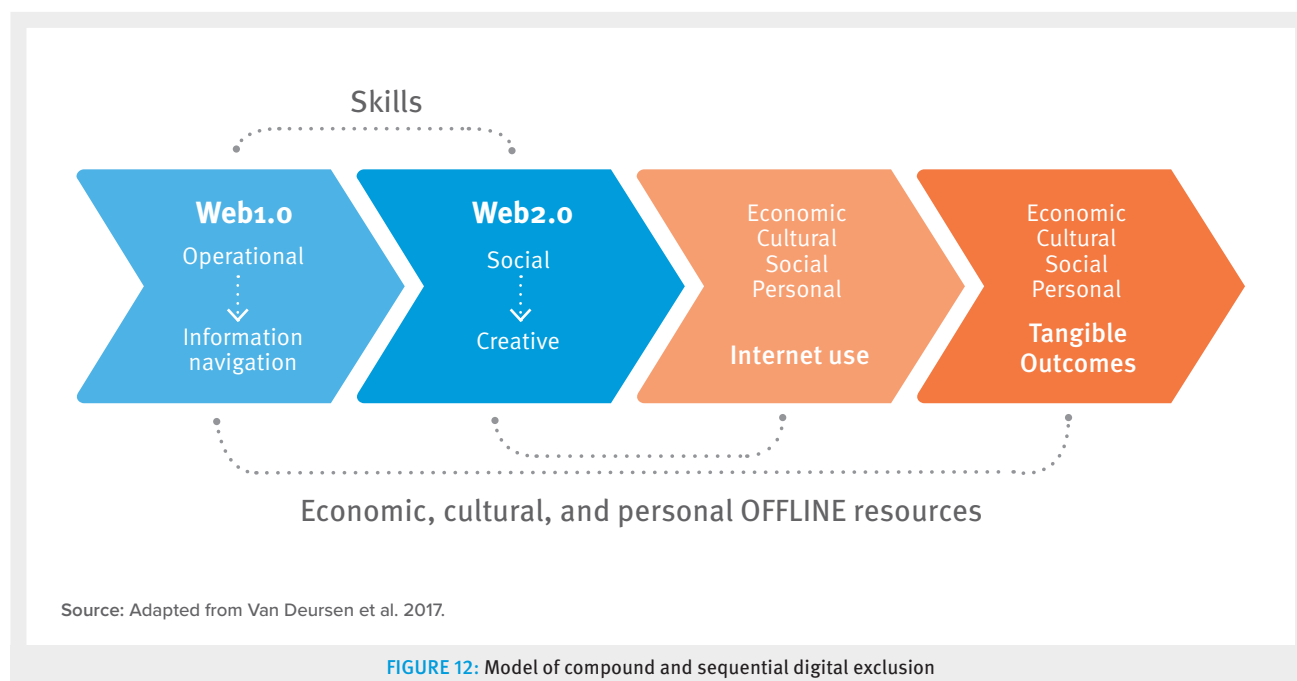 Skills
Web1.0
Operational
Information
navigation
Web2.0
Social
Creative
Economic
Cultural
Social
Personal
Internet use
Economic
Cultural
Social
Personal
Tangible
Outcomes
Economic, cultural, and personal OFFLINE resources
Source: Adapted from Van Deursen et al. 2017.
FIGURE 12: Model of compound and sequential digital exclusion